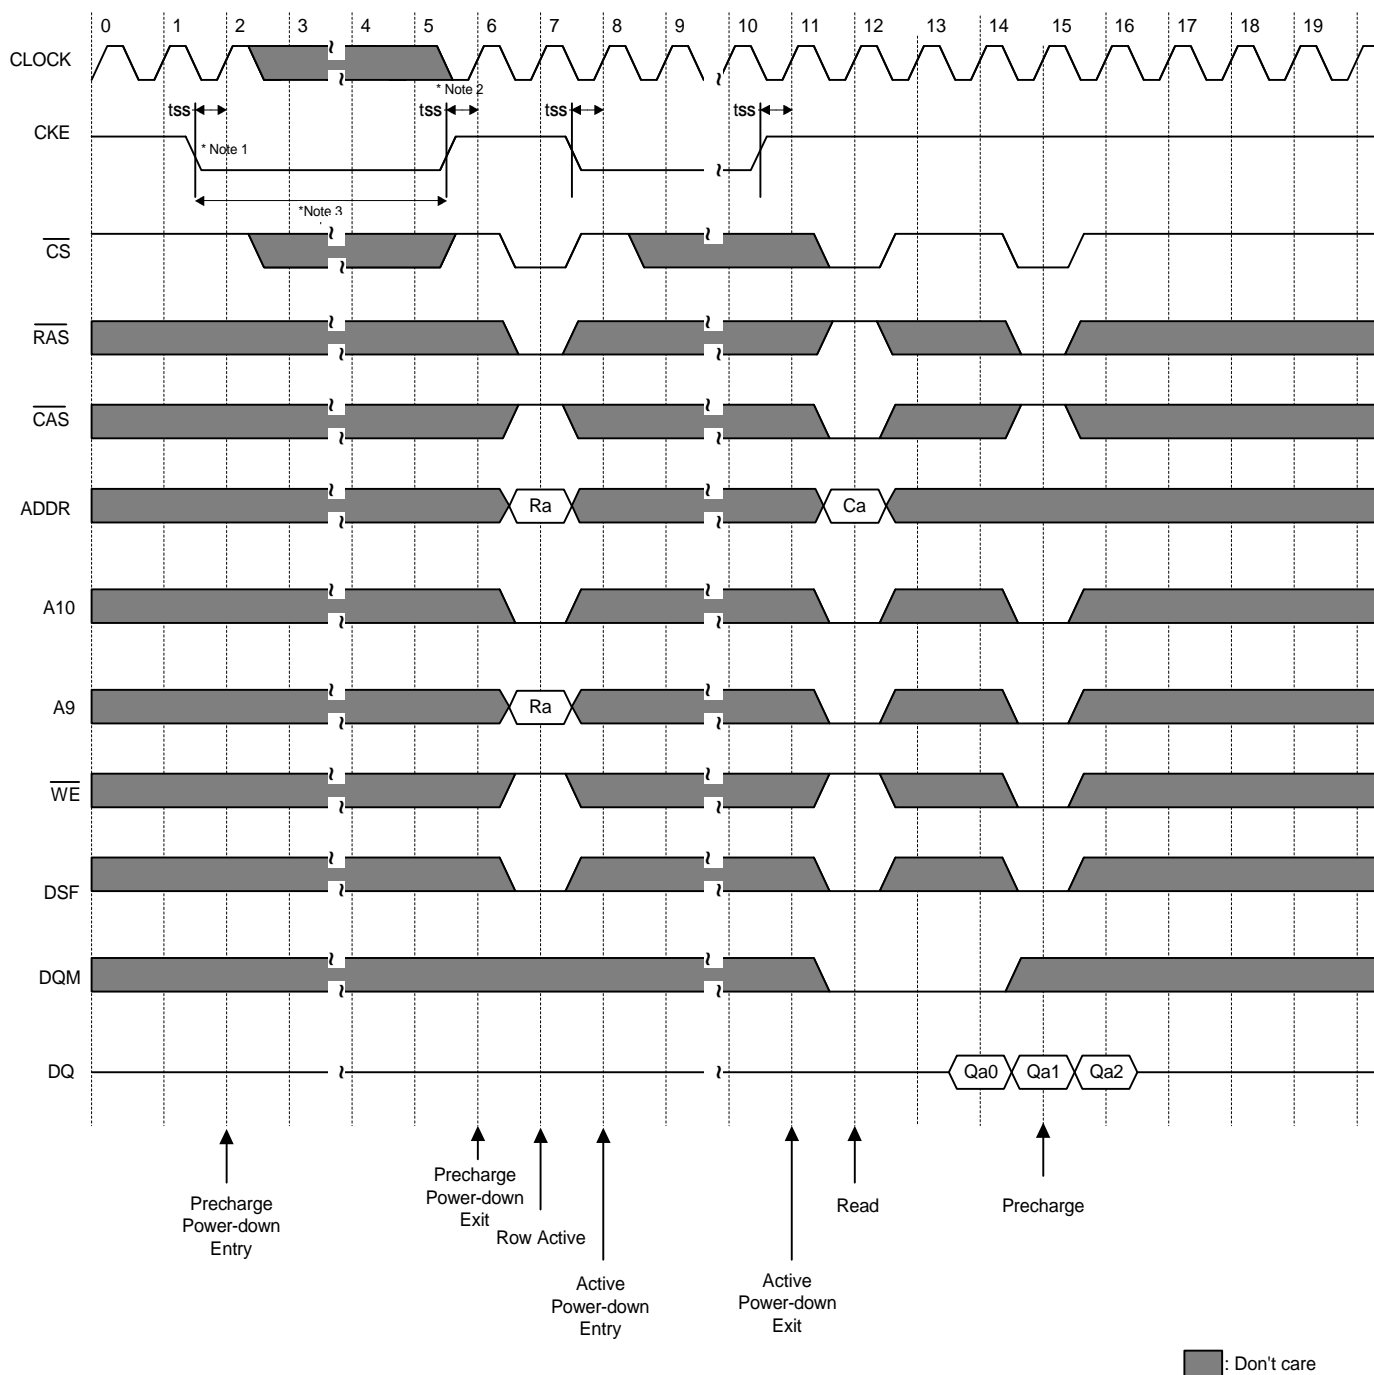 0 1 2 3 4 5 6 7 8 9 10 11 12 13 14 15 16 17 18 19
CLOCK
* Note 2
tss tss tss tss
CKE
* Note 1
*Note 3
CS
RAS
CAS
ADDR Ra Ca
A10
A9 Ra
WE
DSF
DQM
DQ Qa0 Qa1 Qa2
Precharge
Power-down
Entry
Precharge
Power-down
Exit
Row Active
Active
Power-down
Entry
Active
Power-down
Exit
Read
Precharge
: Don't care